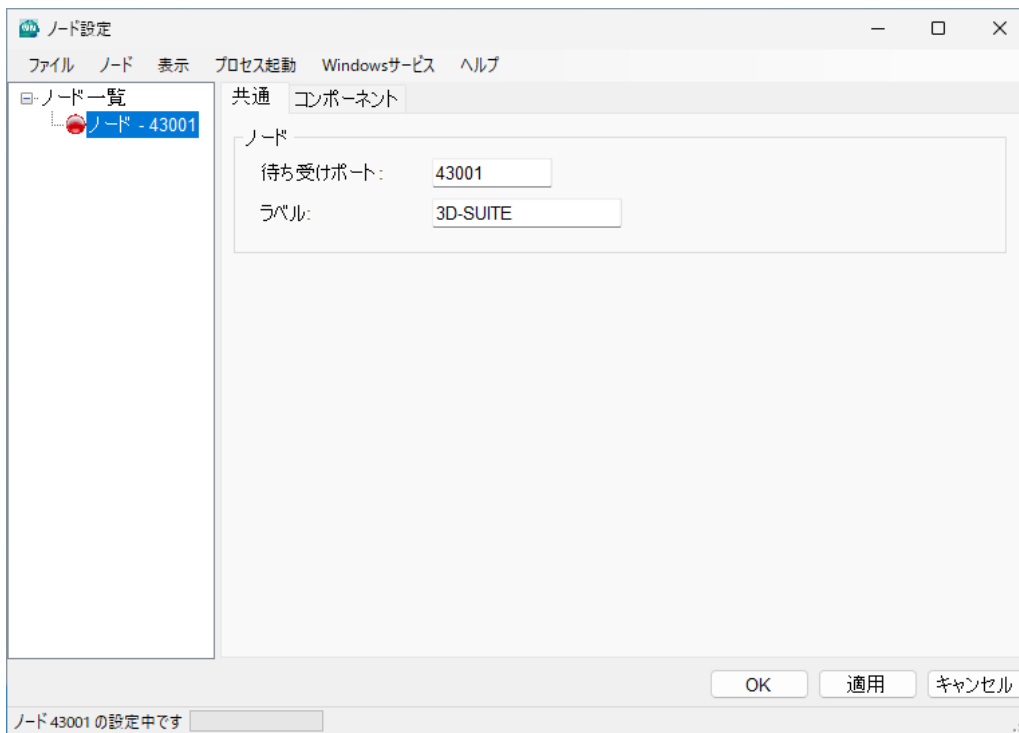 ノード設定
ファイル ノード 表示 プロセス起動 Windowsサービス ヘルプ
ノード一覧
ノード - 43001
共通 コンポーネント
ノード
待ち受けポート: 43001
ラベル: 3D-SUITE
OK 適用 キャンセル
ノード 43001 の設定中です